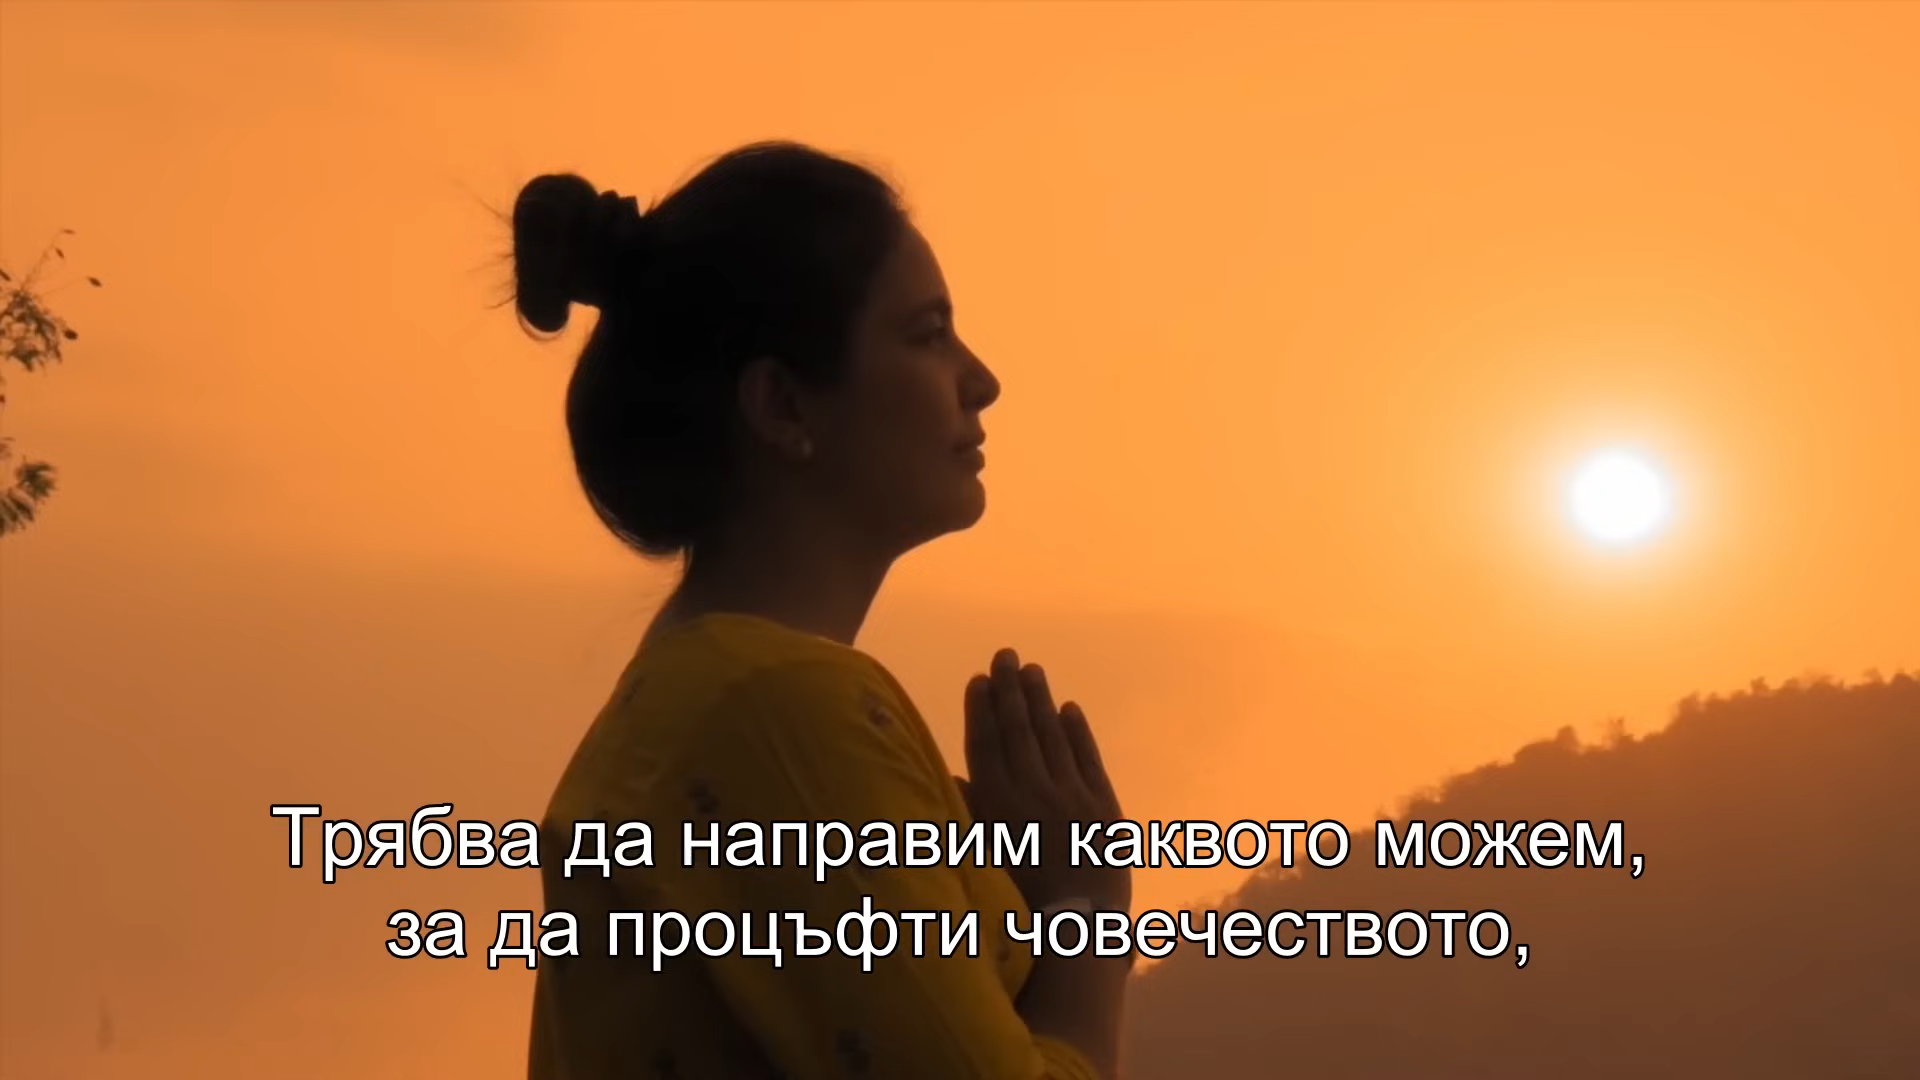 Трябва да направим каквото можем,
за да процъфти човечеството,